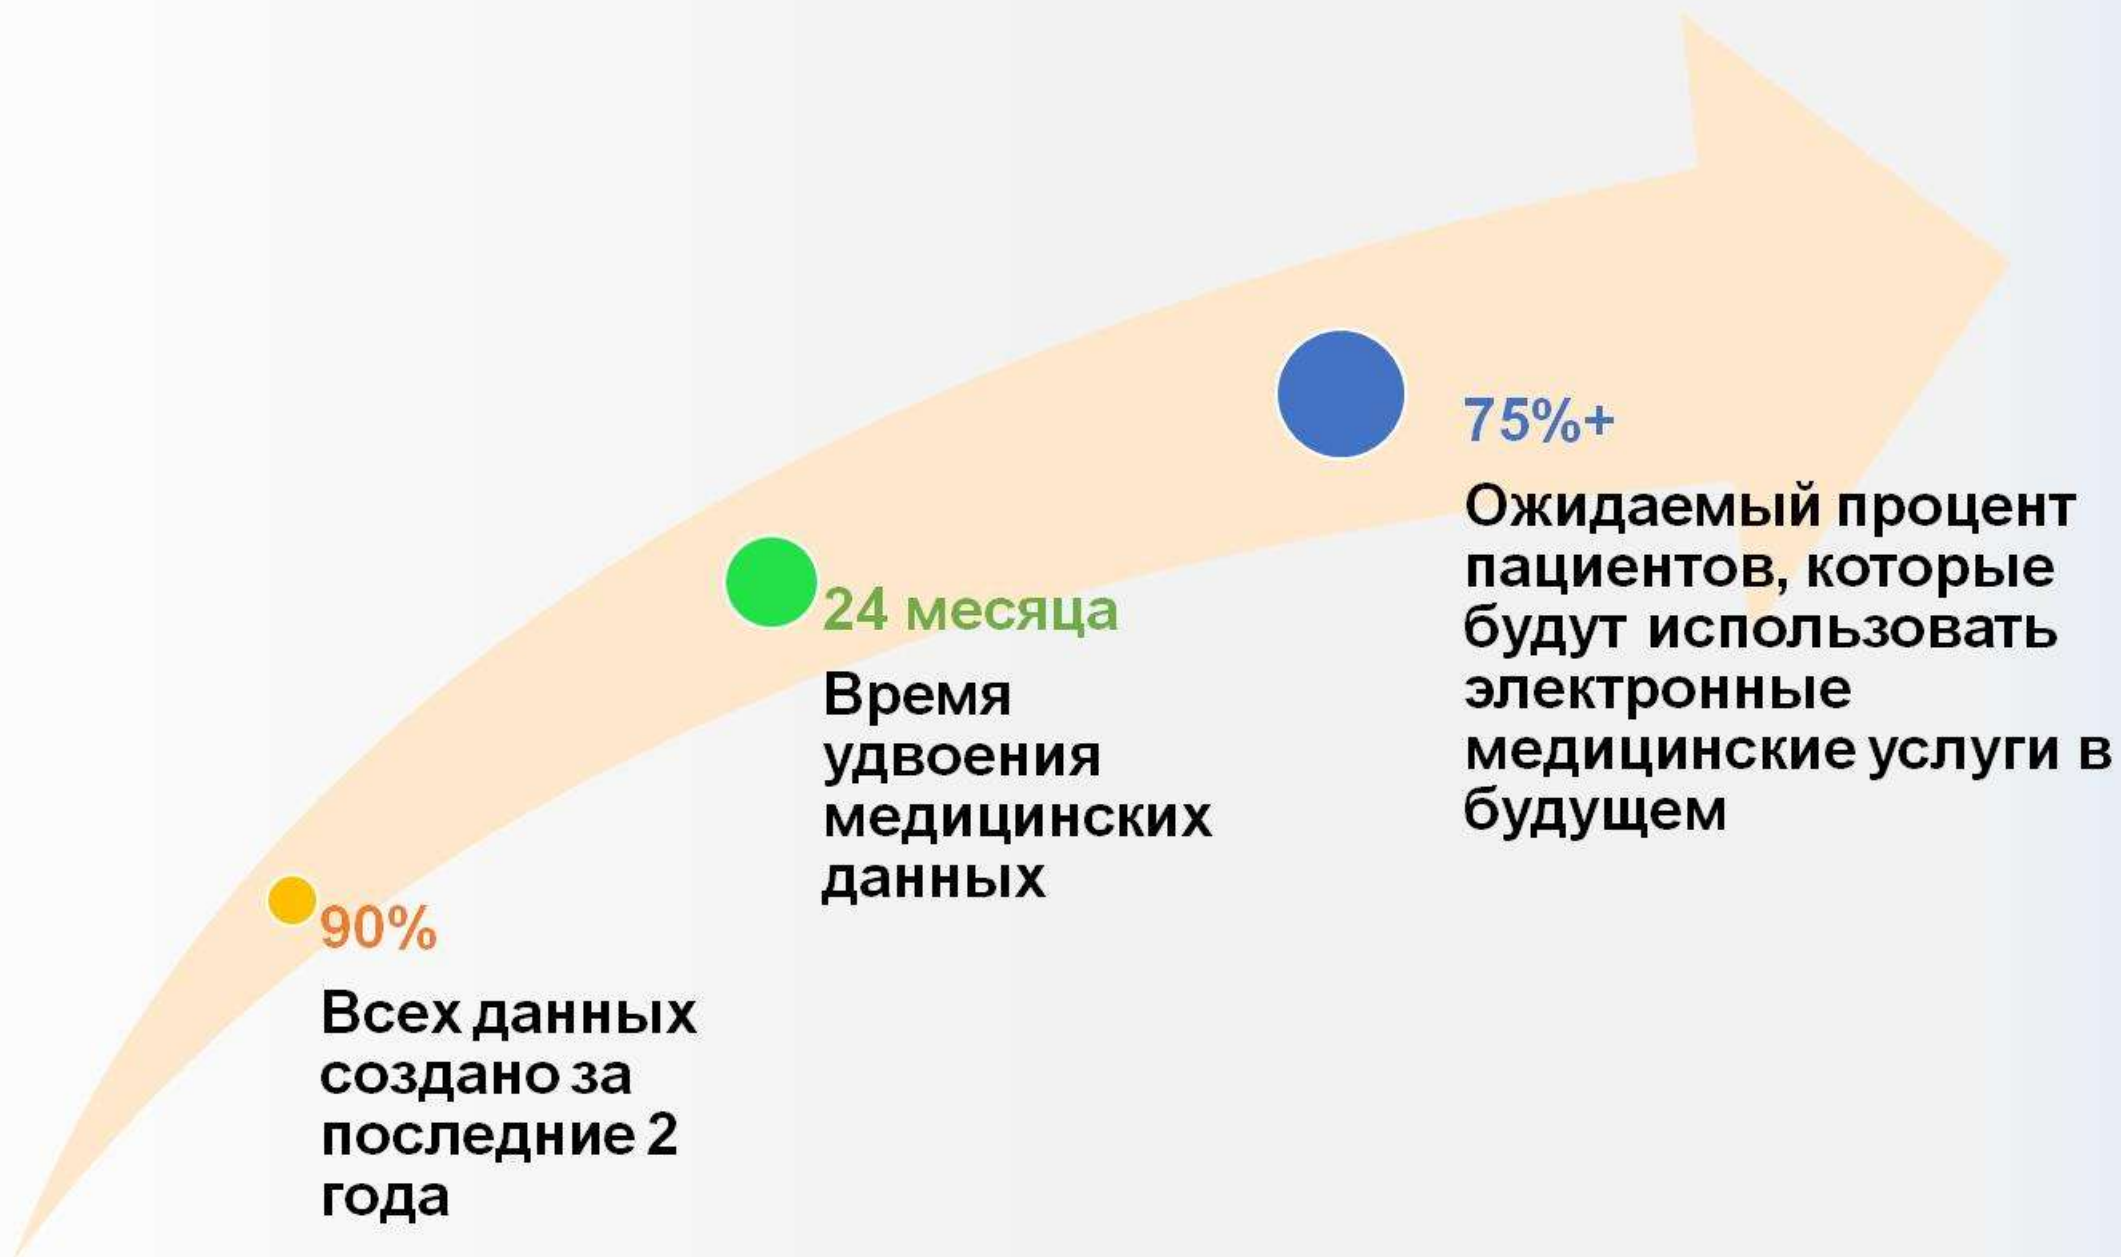 90%
Всех данных
создано за
последние 2
года
24 месяца
Время
удвоения
медицинских
данных
75%+
Ожидаемый процент
пациентов, которые
будут использовать
электронные
медицинские услуги в
будущем